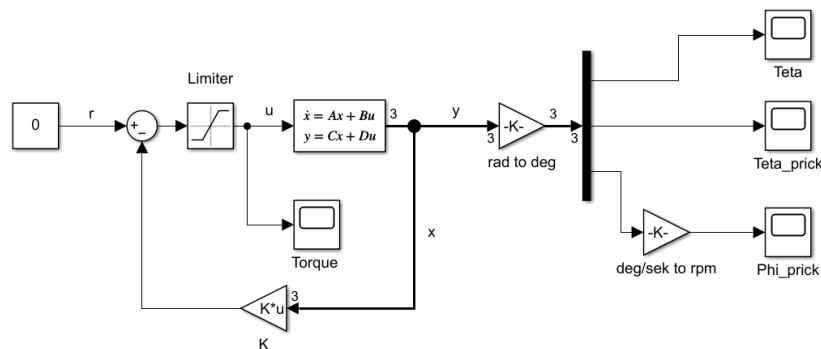 Teta
Limiter
r
0
+
−
u
ẋ = Ax + Bu
y = Cx + Du
3
y
3
-K-
3
3
rad to deg
Teta_prick
Torque
x
-K-
deg/sek to rpm
Phi_prick
K*u
3
K